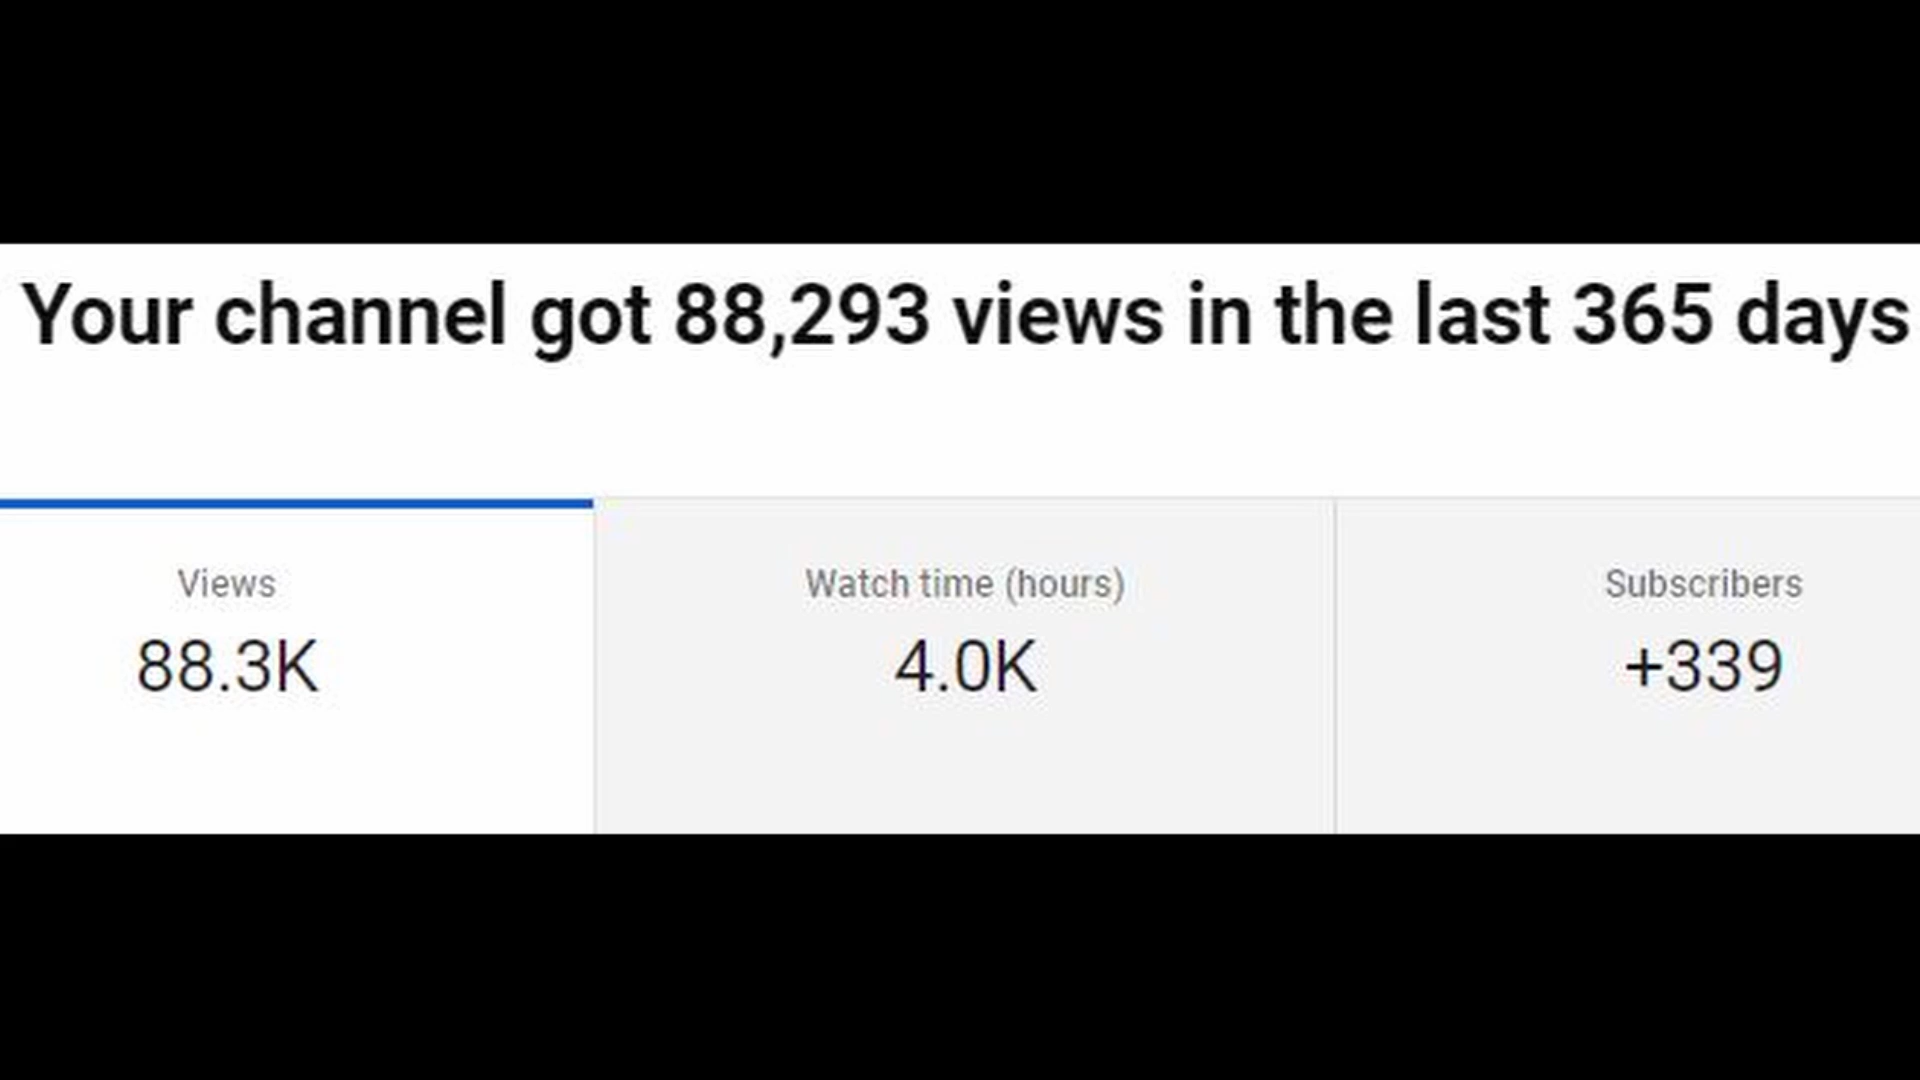 Your channel got 88,293 views in the last 365 days
Views
Watch time (hours)
Subscribers
88.3K
4.0K
+339